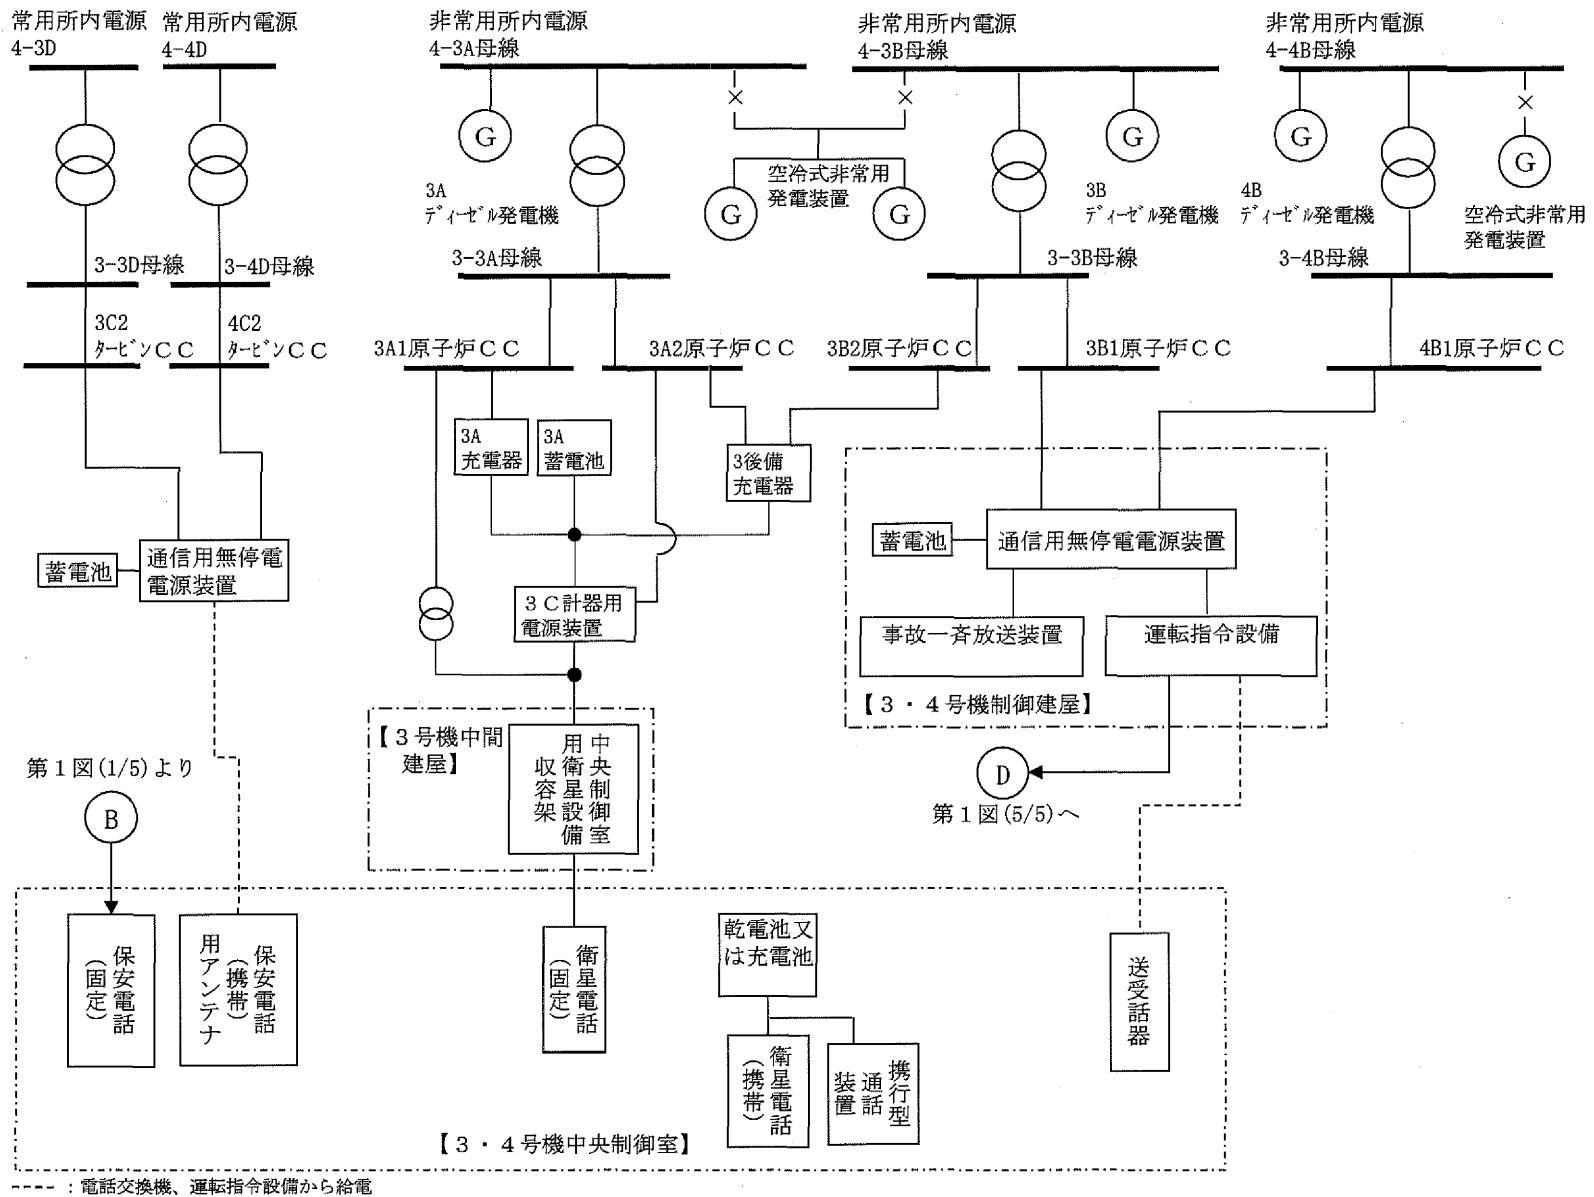 常用所内電源
4-3D
常用所内電源
4-4D
非常用所内電源
4-3A母線
非常用所内電源
4-3B母線
非常用所内電源
4-4B母線
×
×
×
G
G
G
G
G
G
3A
ディーゼル発電機
空冷式非常用
発電装置
3B
ディーゼル発電機
4B
ディーゼル発電機
空冷式非常用
発電装置
3-3D母線
3-4D母線
3-3A母線
3-3B母線
3-4B母線
3C2
タービンCC
4C2
タービンCC
3A1原子炉CC
3A2原子炉CC
3B2原子炉CC
3B1原子炉CC
4B1原子炉CC
3A
充電器
3A
蓄電池
3後備
充電器
蓄電池
通信用無停電
電源装置
蓄電池
通信用無停電電源装置
3C計器用
電源装置
事故一斉放送装置
運転指令設備
【3・4号機制御建屋】
【3号機中間
建屋】
中央制御室
用衛星設備
収容架
第1図(1/5)より
B
D
第1図(5/5)へ
保安電話
(固定)
保安電話
(携帯)
用アンテナ
衛星電話
(固定)
乾電池又
は充電池
衛星電話
(携帯)
携行型
通話
装置
送受話器
【3・4号機中央制御室】
---- :電話交換機、運転指令設備から給電